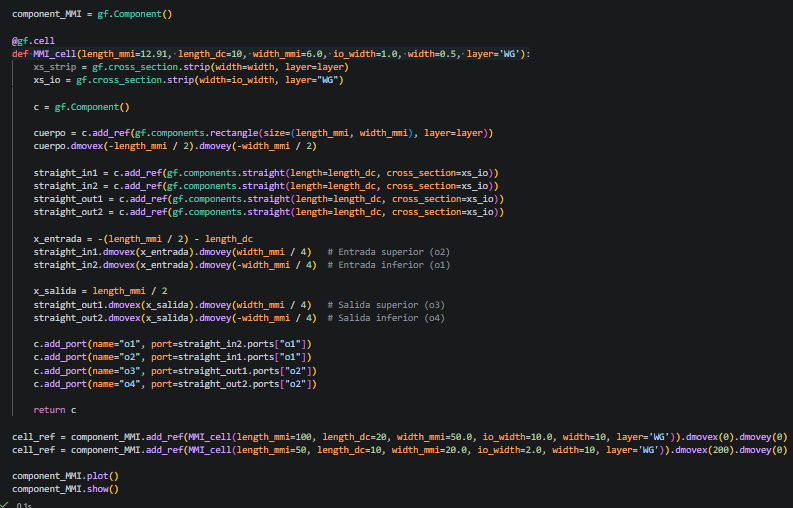 component_MMI = gf.Component()
@gf.cell
def MMI_cell(length_mmi=12.91, length_dc=10, width_mmi=6.0, io_width=1.0, width=0.5, layer='WG'):
    xs_strip = gf.cross_section.strip(width=width, layer=layer)
    xs_io = gf.cross_section.strip(width=io_width, layer="WG")
    c = gf.Component()
    cuerpo = c.add_ref(gf.components.rectangle(size=(length_mmi, width_mmi), layer=layer))
    cuerpo.dmovex(-length_mmi / 2).dmovey(-width_mmi / 2)
    straight_in1 = c.add_ref(gf.components.straight(length=length_dc, cross_section=xs_io))
    straight_in2 = c.add_ref(gf.components.straight(length=length_dc, cross_section=xs_io))
    straight_out1 = c.add_ref(gf.components.straight(length=length_dc, cross_section=xs_io))
    straight_out2 = c.add_ref(gf.components.straight(length=length_dc, cross_section=xs_io))
    x_entrada = -(length_mmi / 2) - length_dc
    straight_in1.dmovex(x_entrada).dmovey(width_mmi / 4)   # Entrada superior (o2)
    straight_in2.dmovex(x_entrada).dmovey(-width_mmi / 4)  # Entrada inferior (o1)
    x_salida = length_mmi / 2
    straight_out1.dmovex(x_salida).dmovey(width_mmi / 4)   # Salida superior (o3)
    straight_out2.dmovex(x_salida).dmovey(-width_mmi / 4)  # Salida inferior (o4)
    c.add_port(name="o1", port=straight_in2.ports["o1"])
    c.add_port(name="o2", port=straight_in1.ports["o1"])
    c.add_port(name="o3", port=straight_out1.ports["o2"])
    c.add_port(name="o4", port=straight_out2.ports["o2"])
    return c
cell_ref = component_MMI.add_ref(MMI_cell(length_mmi=100, length_dc=20, width_mmi=50.0, io_width=10.0, width=10, layer='WG')).dmovex(0).dmovey(0)
cell_ref = component_MMI.add_ref(MMI_cell(length_mmi=50, length_dc=10, width_mmi=20.0, io_width=2.0, width=10, layer='WG')).dmovex(200).dmovey(0)
component_MMI.plot()
component_MMI.show()
0.1s